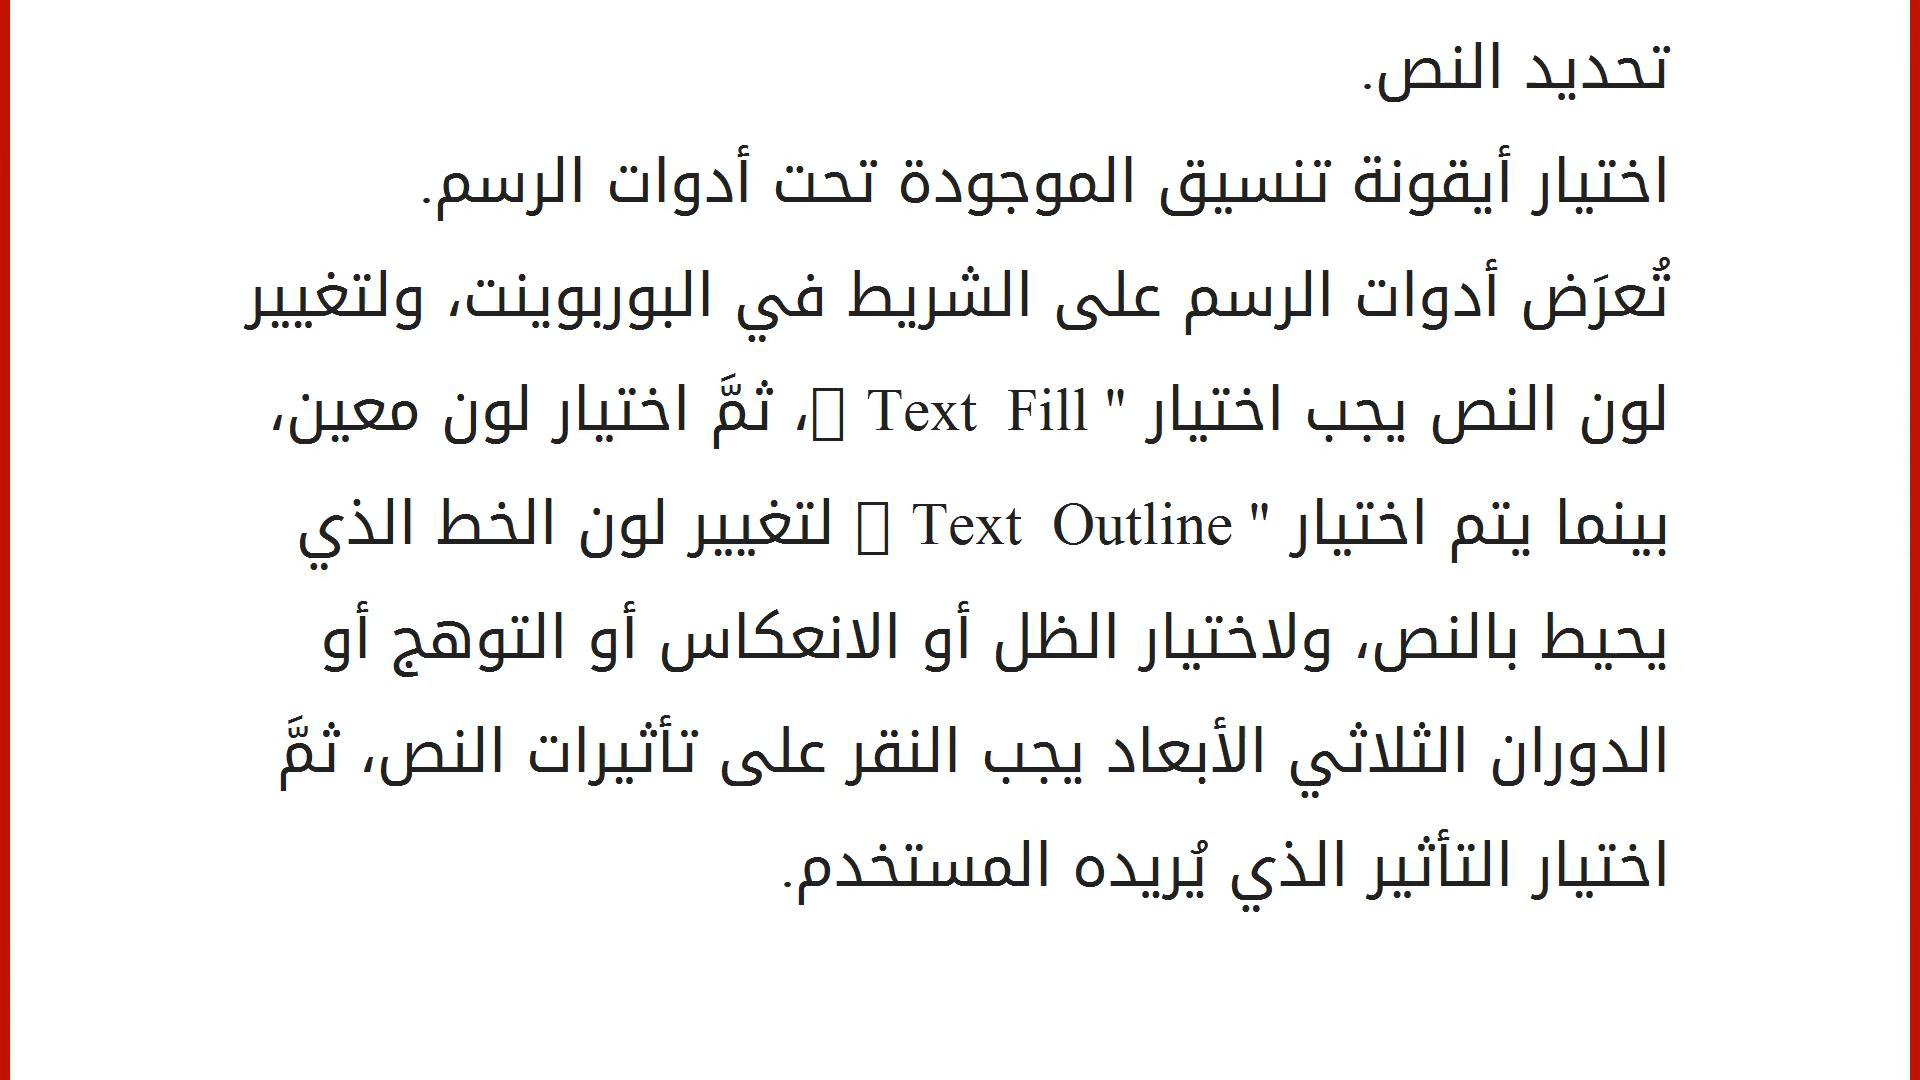 تحديد النص.
اختيار أيقونة تنسيق الموجودة تحت أدوات الرسم.
تُعرَض أدوات الرسم على الشريط في البوربوينت، ولتغيير
لون النص يجب اختيار " Text Fill ▯، ثمَّ اختيار لون معين،
بينما يتم اختيار " Text Outline ▯ لتغيير لون الخط الذي
يحيط بالنص، ولاختيار الظل أو الانعكاس أو التوهج أو
الدوران الثلاثي الأبعاد يجب النقر على تأثيرات النص، ثمَّ
اختيار التأثير الذي يُريده المستخدم.